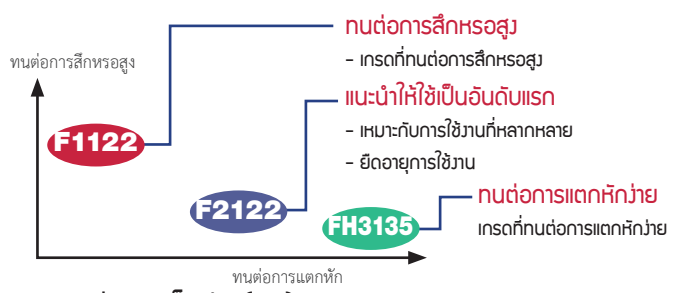 ทนต่อการสึกหรอสูง
ทนต่อการสึกหรอสูง
- เกรดที่ทนต่อการสึกหรอสูง
แนะนำให้ใช้เป็นอันดับแรก
F1122
- เหมาะกับการใช้งานที่หลากหลาย
- ยืดอายุการใช้งาน
F2122
ทนต่อการแตกหักง่าย
FH3135
เกรดที่ทนต่อการแตกหักง่าย
ทนต่อการแตกหัก